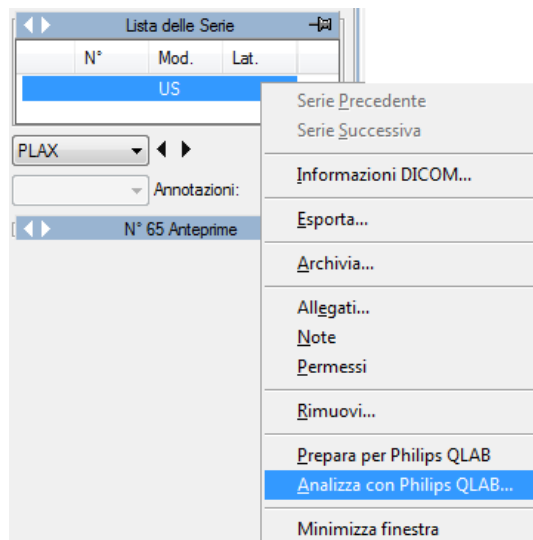 Lista delle Serie
N° Mod. Lat.
US
Serie Precedente
Serie Successiva
PLAX
Informazioni DICOM...
Annotazioni:
Esporta...
N° 65 Anteprime
Archivia...
Allegati...
Note
Permessi
Rimuovi...
Prepara per Philips QLAB
Analizza con Philips QLAB...
Minimizza finestra